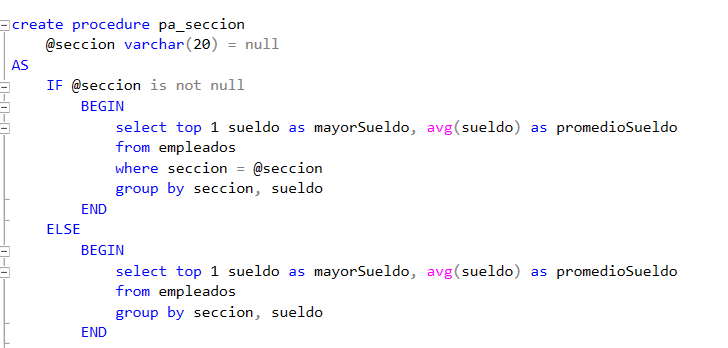 create procedure pa_seccion
@seccion varchar(20) = null
AS
IF @seccion is not null
BEGIN
select top 1 sueldo as mayorSueldo, avg(sueldo) as promedioSueldo
from empleados
where seccion = @seccion
group by seccion, sueldo
END
ELSE
BEGIN
select top 1 sueldo as mayorSueldo, avg(sueldo) as promedioSueldo
from empleados
group by seccion, sueldo
END